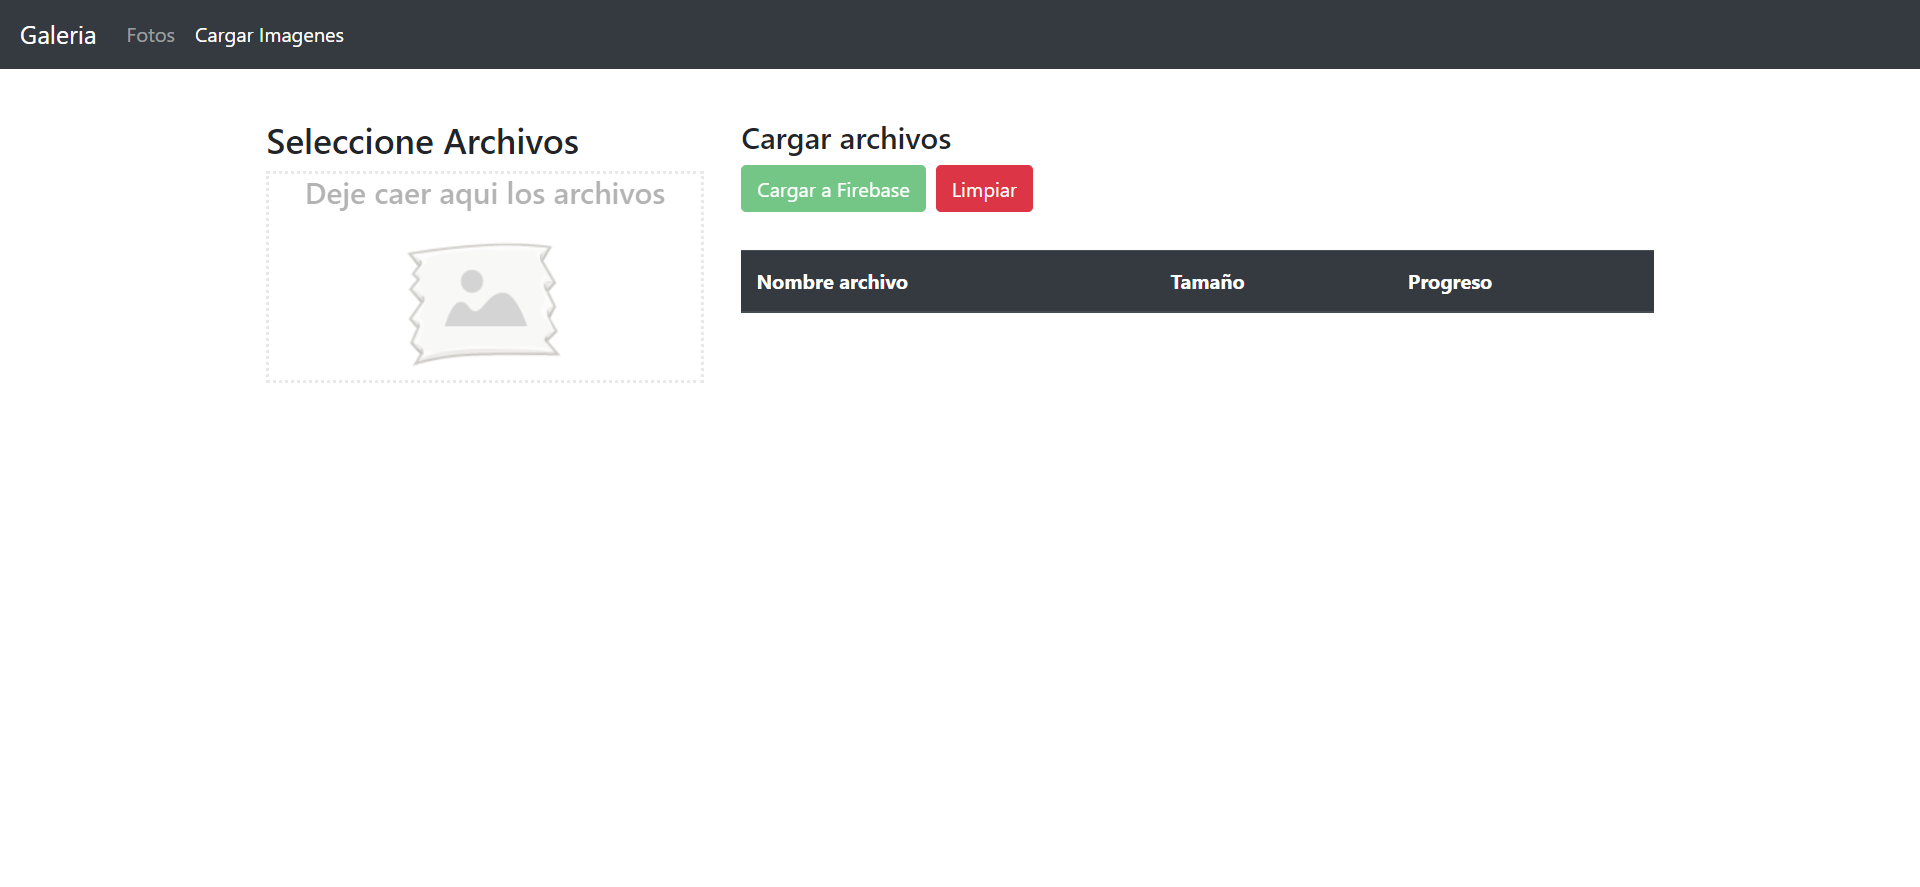 Galeria Fotos Cargar Imagenes
Seleccione Archivos
Deje caer aqui los archivos
Cargar archivos
Cargar a Firebase Limpiar
Nombre archivo Tamaño Progreso